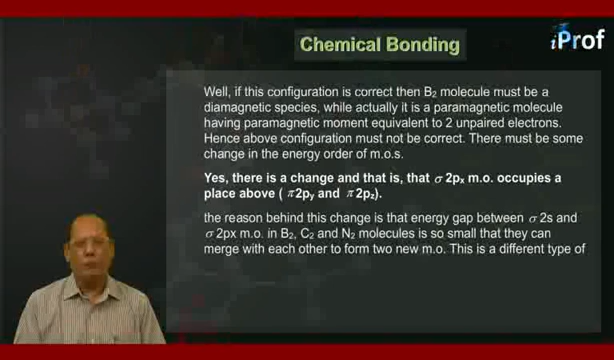 Chemical Bonding
iProf
Well, if this configuration is correct then B₂ molecule must be a
diamagnetic species, while actually it is a paramagnetic molecule
having paramagnetic moment equivalent to 2 unpaired electrons.
Hence above configuration must not be correct. There must be some
change in the energy order of m.o.s.
Yes, there is a change and that is, that σ 2pₓ m.o. occupies a
place above ( π2pᵧ and π2p_z).
the reason behind this change is that energy gap between σ 2s and
σ 2px m.o. in B₂, C₂ and N₂ molecules is so small that they can
merge with each other to form two new m.o. This is a different type of